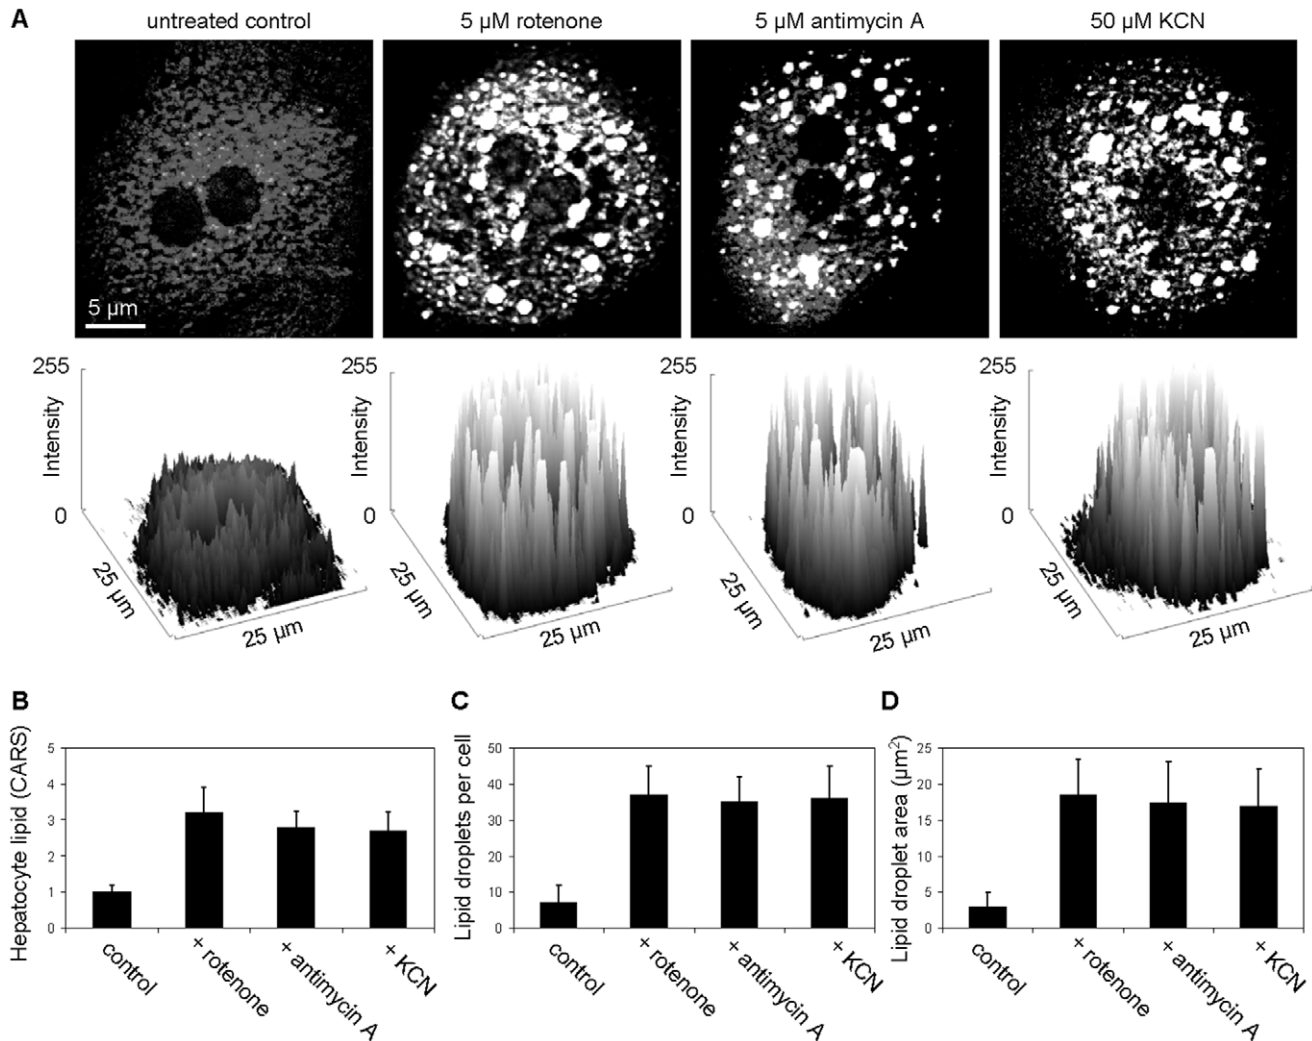 A
untreated control
5 μM rotenone
5 μM antimycin A
50 μM KCN
5 μm
255
Intensity
0
25 μm
25 μm
255
Intensity
0
25 μm
25 μm
255
Intensity
0
25 μm
25 μm
255
Intensity
0
25 μm
25 μm
B
Hepatocyte lipid (CARS)
5
4
3
2
1
0
control
+ rotenone
+ antimycin A
+ KCN
C
Lipid droplets per cell
50
40
30
20
10
0
control
+ rotenone
+ antimycin A
+ KCN
D
Lipid droplet area (μm²)
25
20
15
10
5
0
control
+ rotenone
+ antimycin A
+ KCN